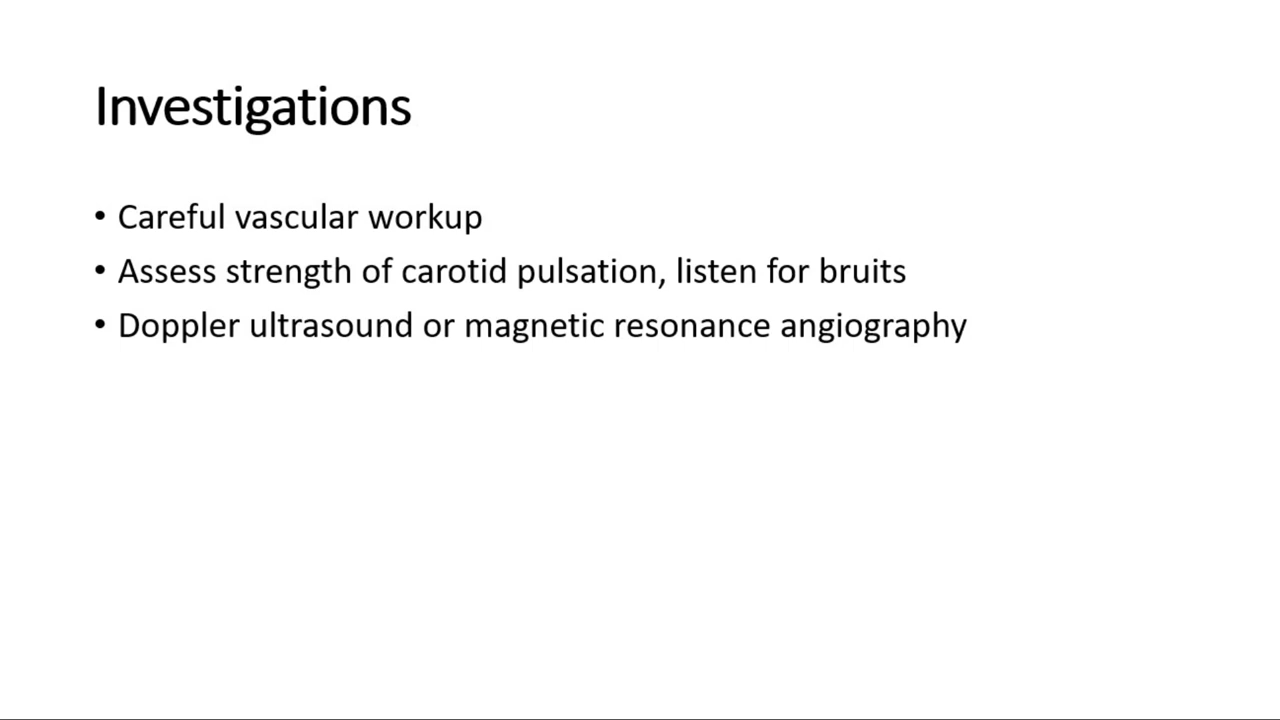 Investigations
• Careful vascular workup
• Assess strength of carotid pulsation, listen for bruits
• Doppler ultrasound or magnetic resonance angiography